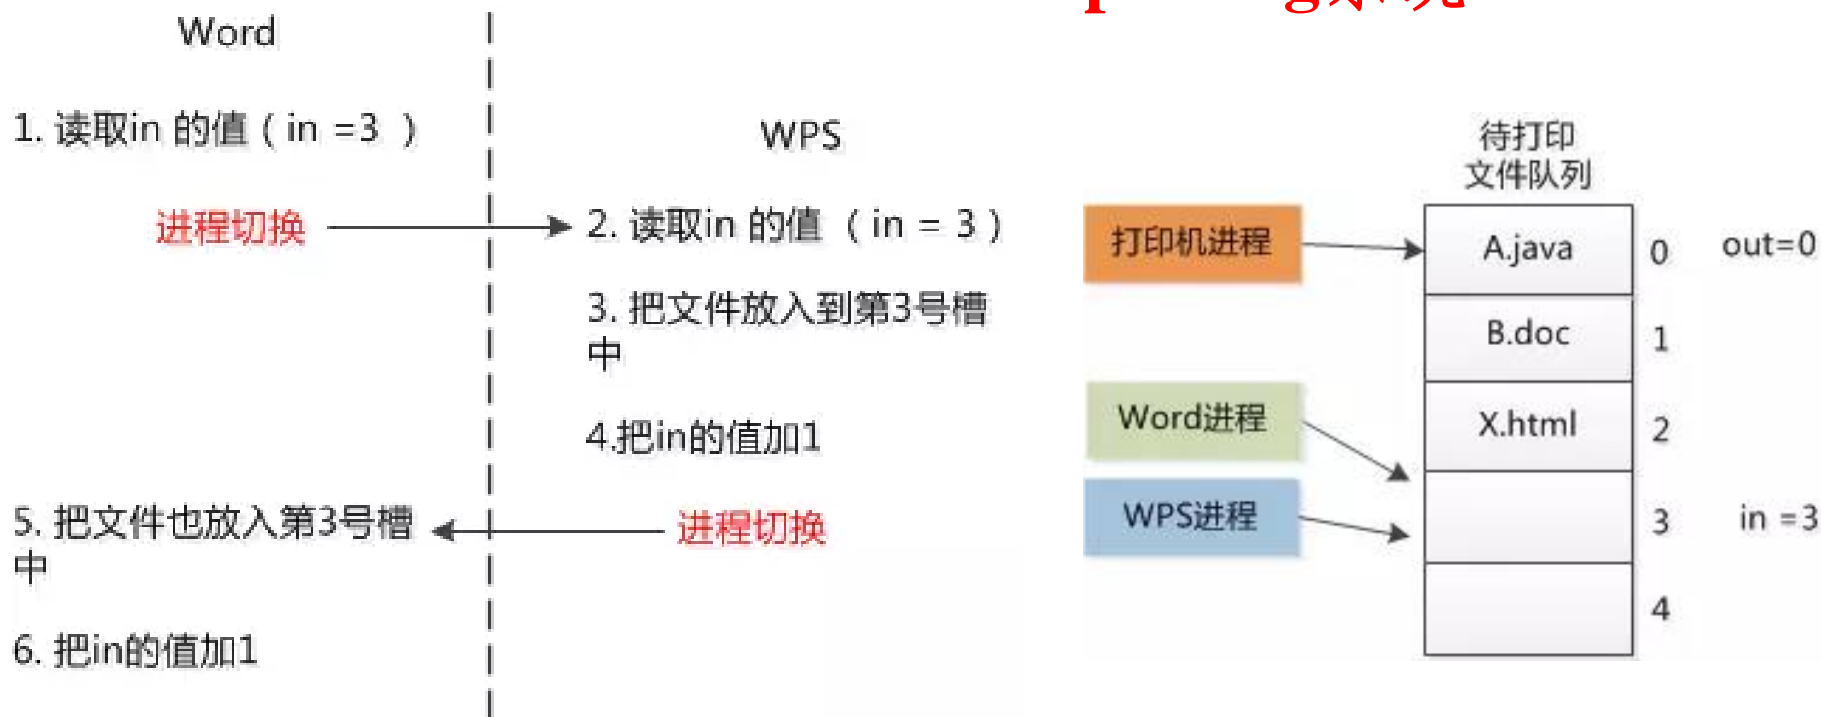 Word
1. 读取in 的值 ( in =3 )
WPS
进程切换
2. 读取in 的值 ( in = 3 )
3. 把文件放入到第3号槽
中
4.把in的值加1
5. 把文件也放入第3号槽
中
进程切换
6. 把in的值加1
待打印
文件队列
打印机进程
A.java
0
out=0
B.doc
1
Word进程
X.html
2
WPS进程
3
in =3
4